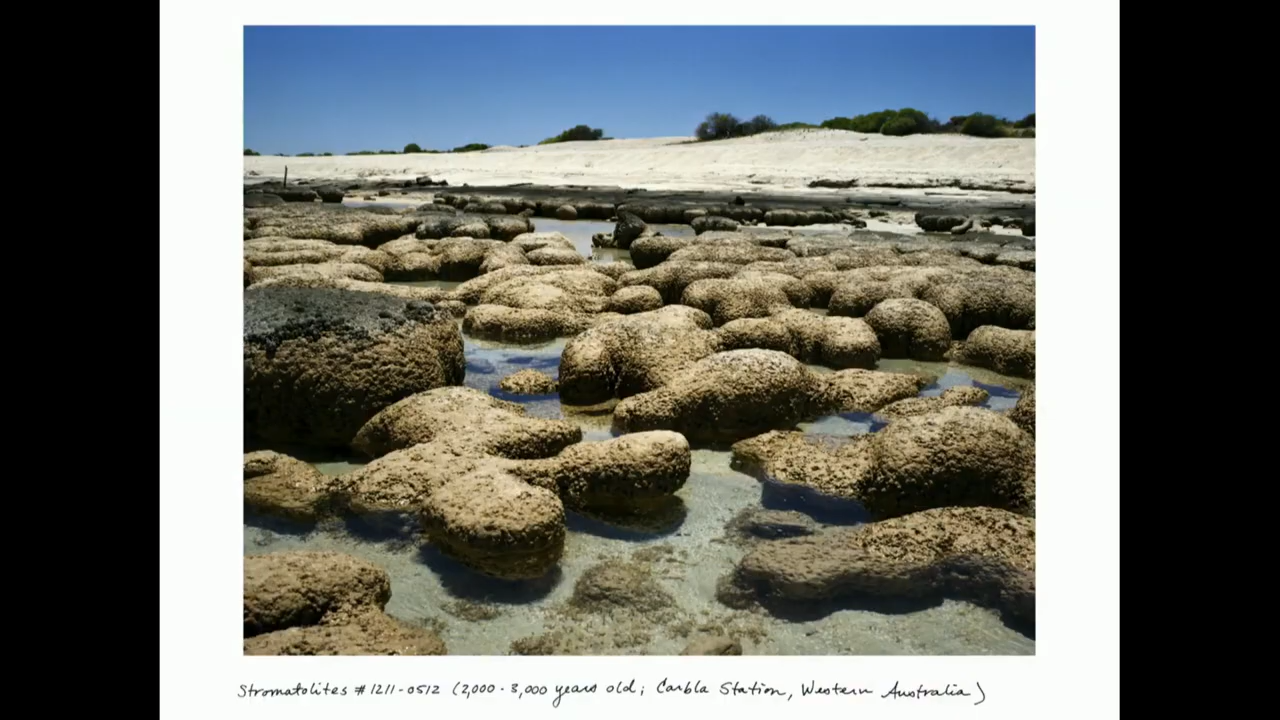 Stromatolites #1211-0512 (2,000-3,000 years old; Carbla Station, Western Australia)